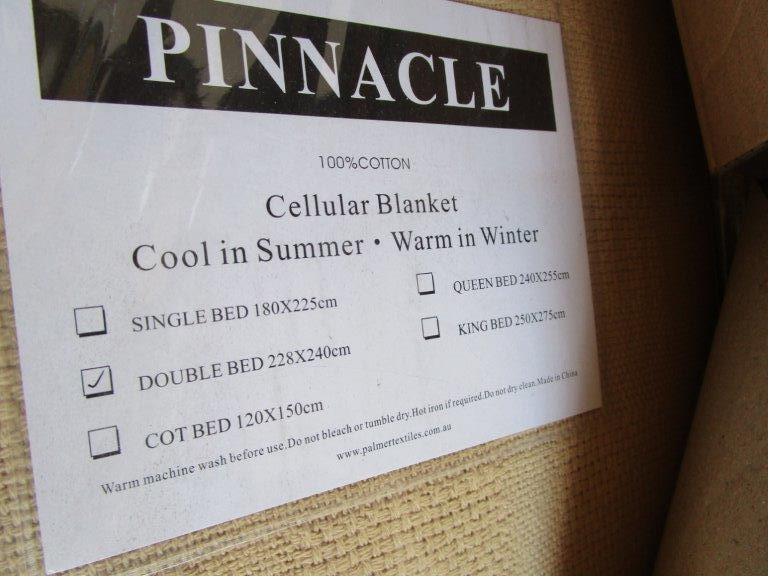 PINNACLE
100%COTTON
Cellular Blanket
Cool in Summer • Warm in Winter
SINGLE BED 180X225cm
DOUBLE BED 228X240cm
COT BED 120X150cm
QUEEN BED 240X255cm
KING BED 250X275cm
Warm machine wash before use.Do not bleach or tumble dry.Hot iron if required.Do not dry clean.Made in China
www.palmertextiles.com.au